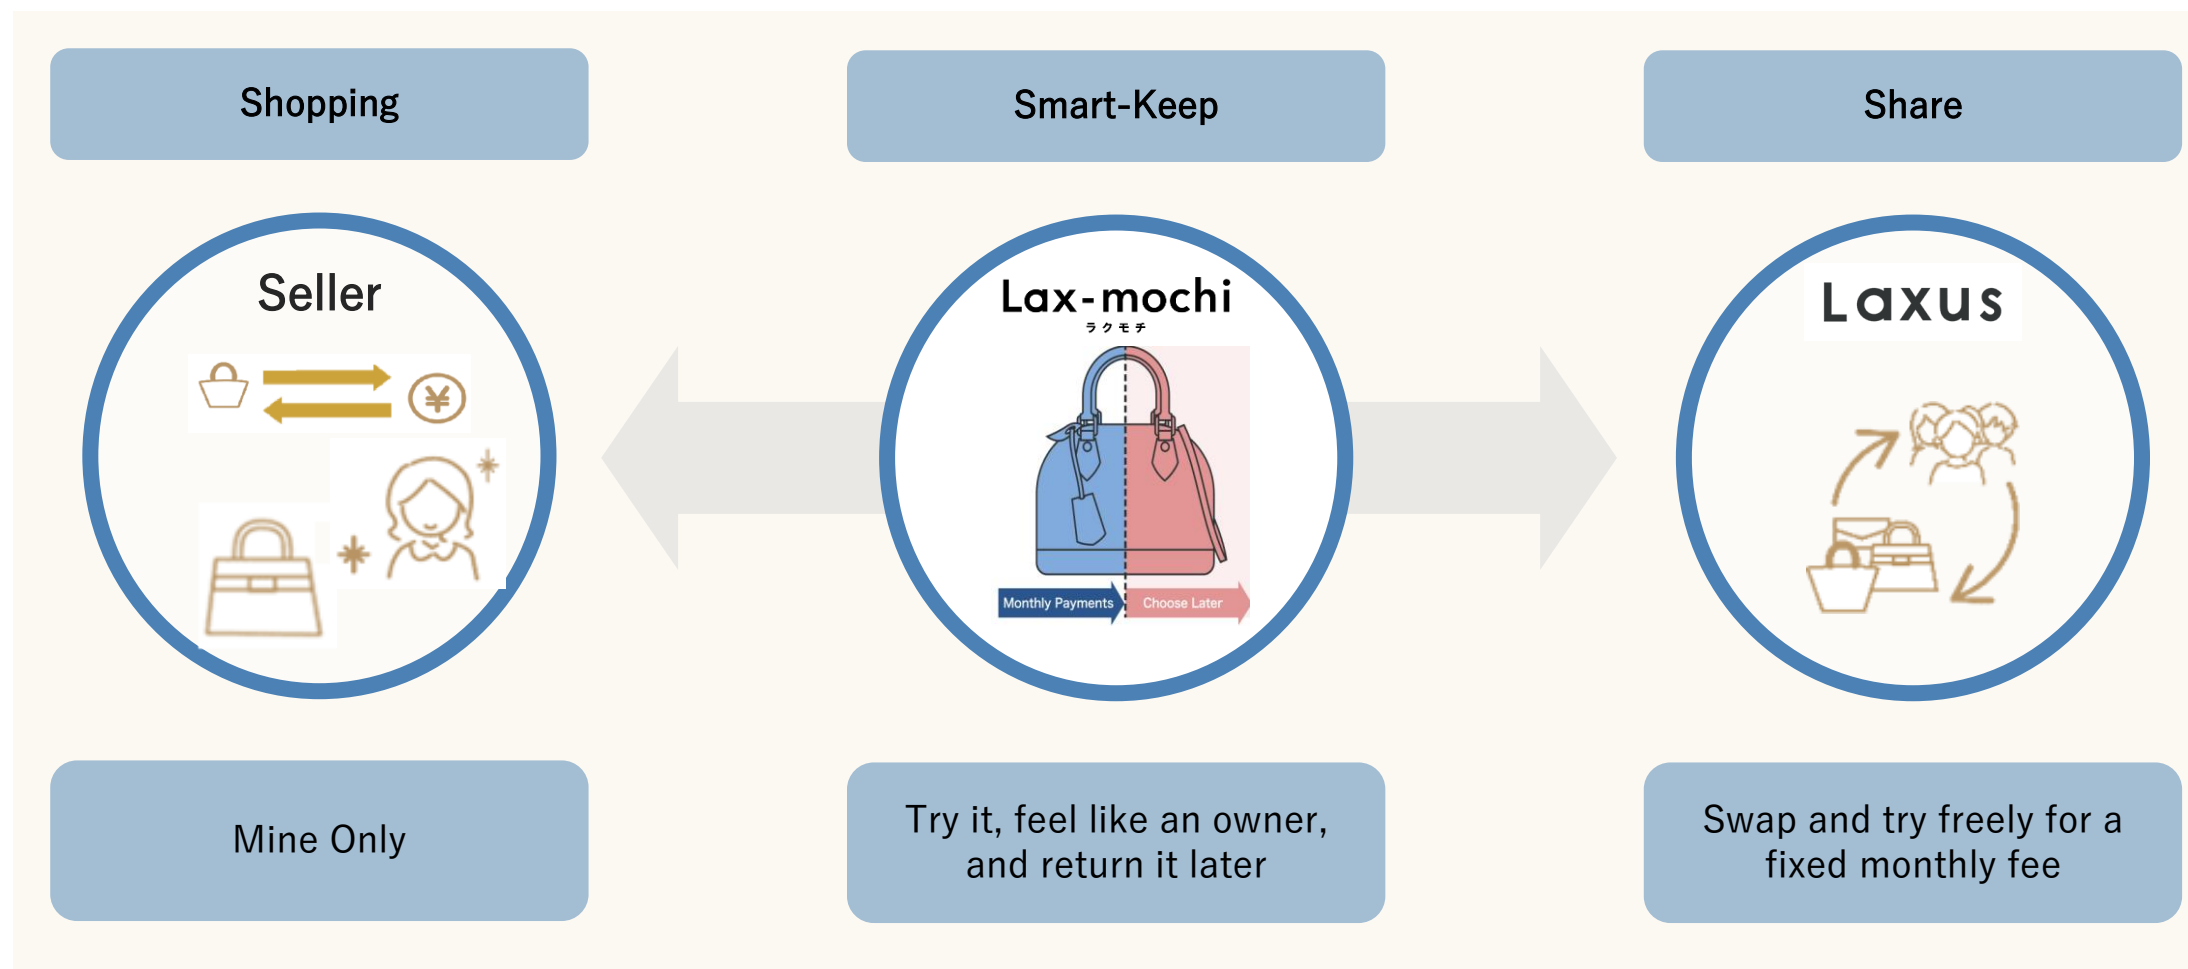 Shopping
Smart-Keep
Share
Seller
¥
Mine Only
Lax-mochi
ラクモチ
Monthly Payments
Choose Later
Try it, feel like an owner,
and return it later
Laxus
Swap and try freely for a
fixed monthly fee